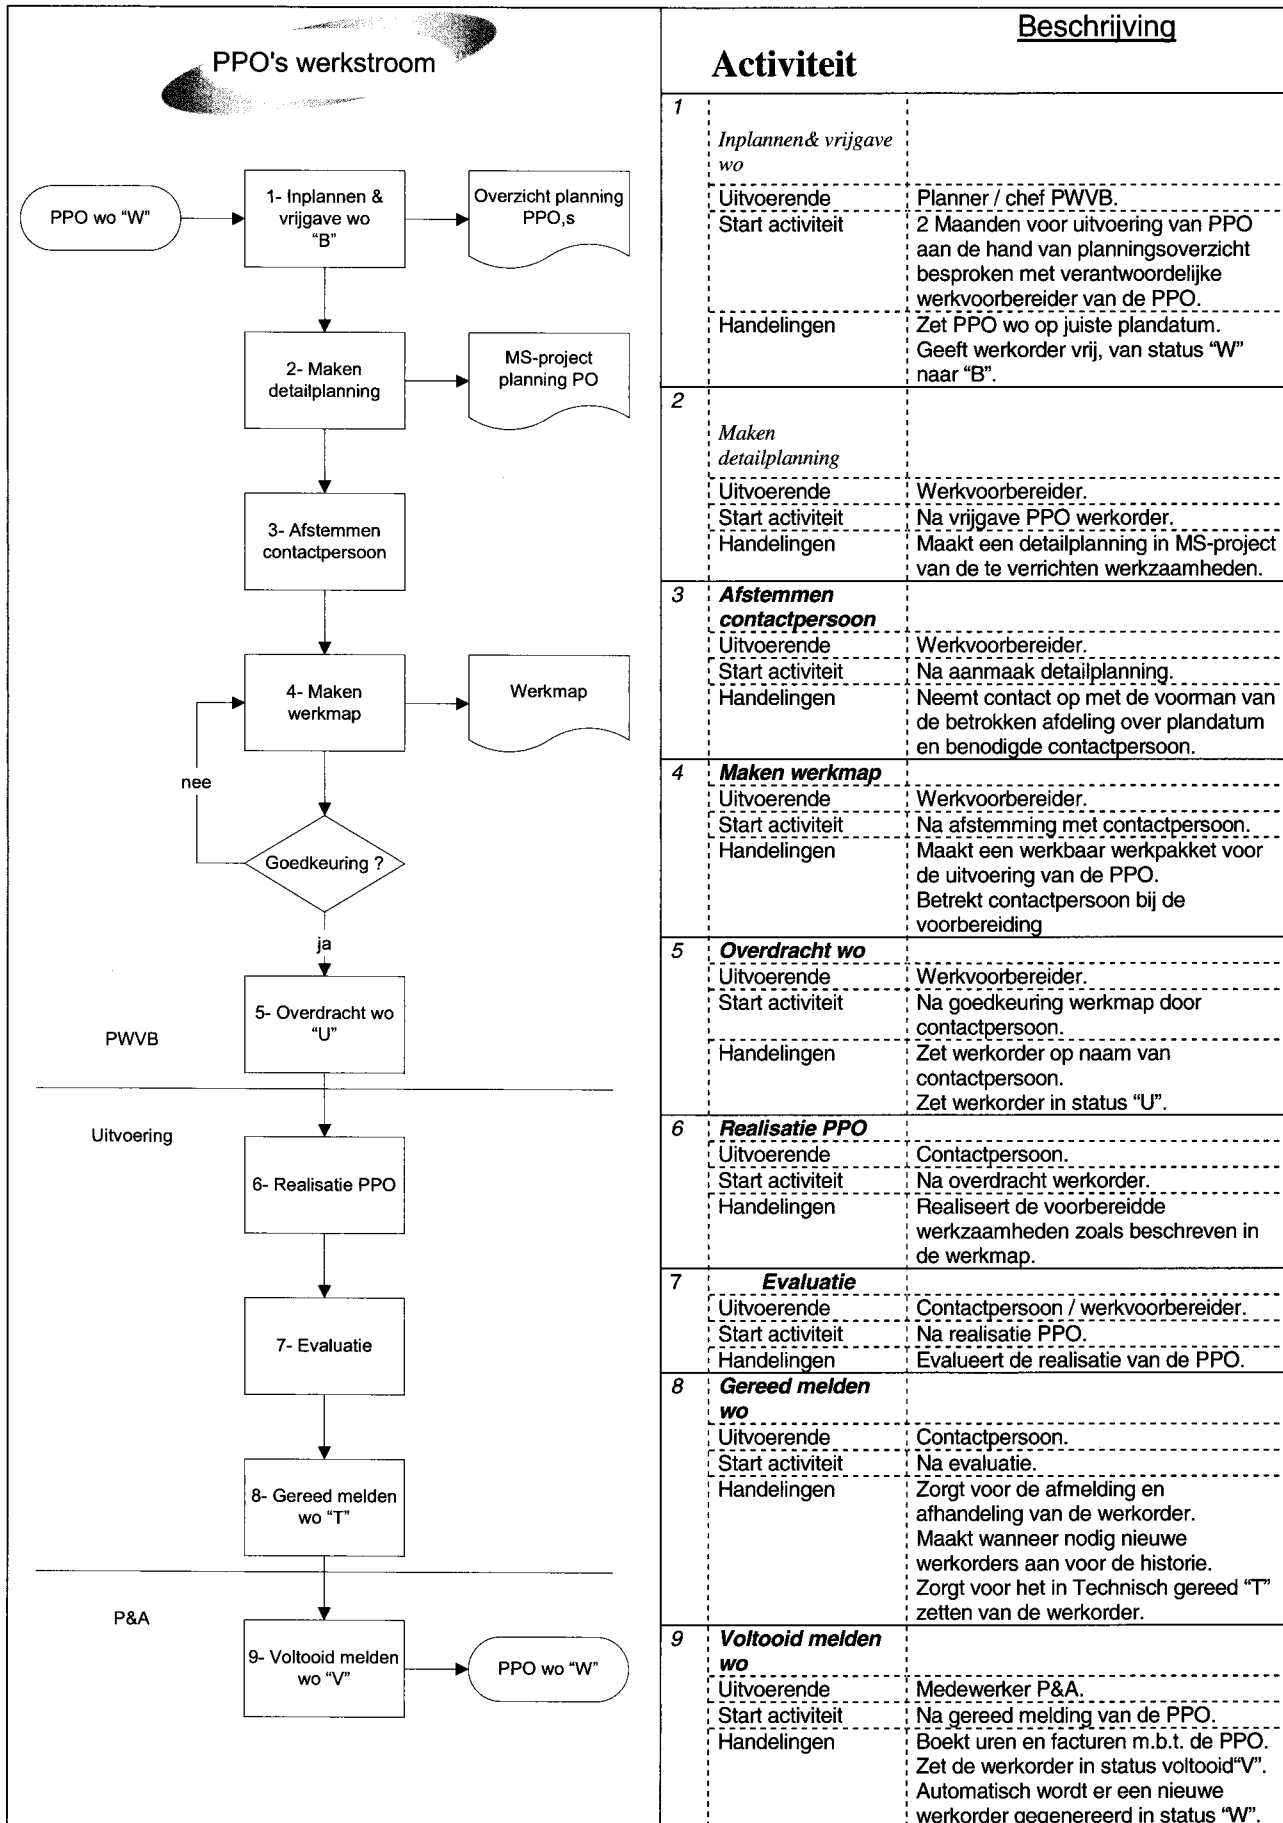 PPO's werkstroom
PPO wo “W”
1- Inplannen &
vrijgave wo
“B”
Overzicht planning
PPO,s
2- Maken
detailplanning
MS-project
planning PO
3- Afstemmen
contactpersoon
4- Maken
werkmap
Werkmap
nee
Goedkeuring ?
ja
5- Overdracht wo
“U”
PWVB
Uitvoering
6- Realisatie PPO
7- Evaluatie
8- Gereed melden
wo “T”
P&A
9- Voltooid melden
wo “V”
PPO wo “W”
Beschrijving
Activiteit
1
Inplannen& vrijgave
wo
Uitvoerende Planner / chef PWVB.
Start activiteit 2 Maanden voor uitvoering van PPO
aan de hand van planningsoverzicht
besproken met verantwoordelijke
werkvoorbereider van de PPO.
Handelingen Zet PPO wo op juiste plandatum.
Geeft werkorder vrij, van status “W”
naar “B”.
2
Maken
detailplanning
Uitvoerende Werkvoorbereider.
Start activiteit Na vrijgave PPO werkorder.
Handelingen Maakt een detailplanning in MS-project
van de te verrichten werkzaamheden.
3 Afstemmen
contactpersoon
Uitvoerende Werkvoorbereider.
Start activiteit Na aanmaak detailplanning.
Handelingen Neemt contact op met de voorman van
de betrokken afdeling over plandatum
en benodigde contactpersoon.
4 Maken werkmap
Uitvoerende Werkvoorbereider.
Start activiteit Na afstemming met contactpersoon.
Handelingen Maakt een werkbaar werkpakket voor
de uitvoering van de PPO.
Betrekt contactpersoon bij de
voorbereiding
5 Overdracht wo
Uitvoerende Werkvoorbereider.
Start activiteit Na goedkeuring werkmap door
contactpersoon.
Handelingen Zet werkorder op naam van
contactpersoon.
Zet werkorder in status “U”.
6 Realisatie PPO
Uitvoerende Contactpersoon.
Start activiteit Na overdracht werkorder.
Handelingen Realiseert de voorbereidde
werkzaamheden zoals beschreven in
de werkmap.
7 Evaluatie
Uitvoerende Contactpersoon / werkvoorbereider.
Start activiteit Na realisatie PPO.
Handelingen Evalueert de realisatie van de PPO.
8 Gereed melden
wo
Uitvoerende Contactpersoon.
Start activiteit Na evaluatie.
Handelingen Zorgt voor de afmelding en
afhandeling van de werkorder.
Maakt wanneer nodig nieuwe
werkorders aan voor de historie.
Zorgt voor het in Technisch gereed “T”
zetten van de werkorder.
9 Voltooid melden
wo
Uitvoerende Medewerker P&A.
Start activiteit Na gereed melding van de PPO.
Handelingen Boekt uren en facturen m.b.t. de PPO.
Zet de werkorder in status voltooid“V”.
Automatisch wordt er een nieuwe
werkorder gegenereerd in status “W”.